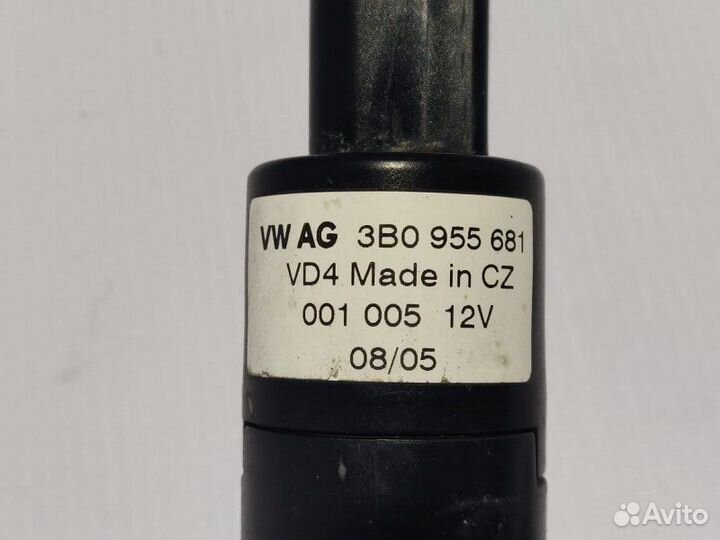 VW AG 3B0 955 681
VD4 Made in CZ
001 005 12V
08/05
Avito